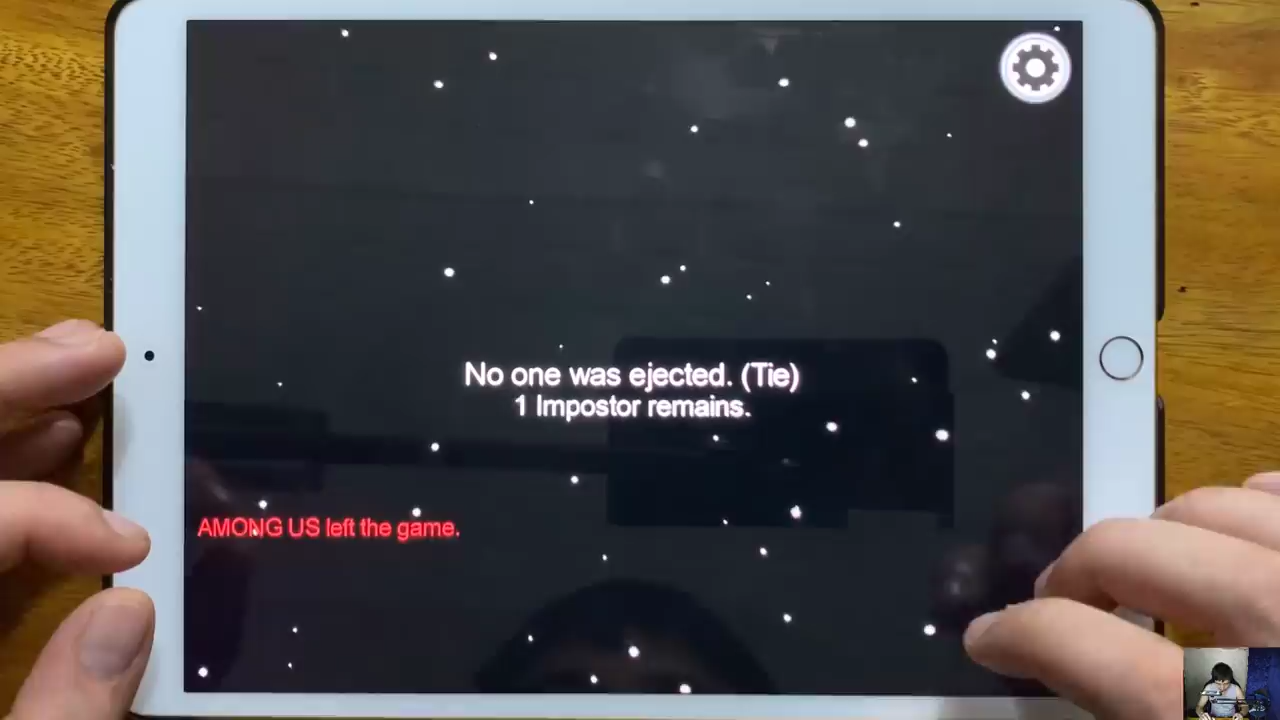 No one was ejected. (Tie)
1 Impostor remains.
AMONG US left the game.